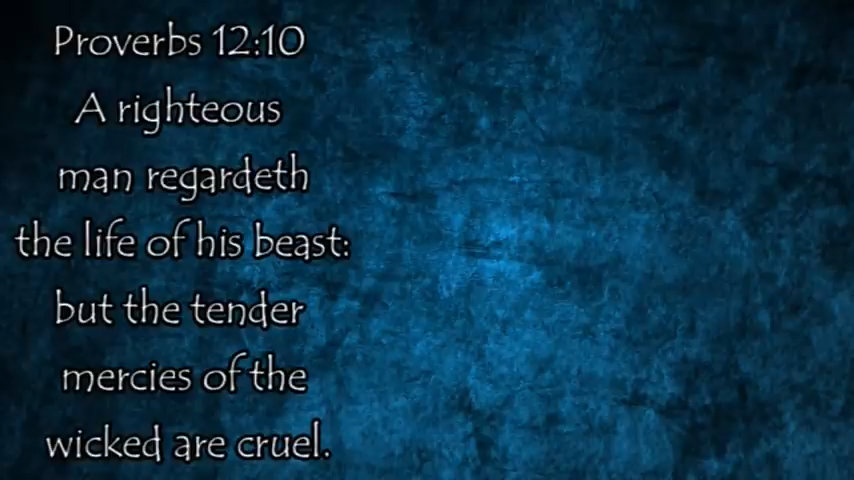 Proverbs 12:10
A righteous
man regardeth
the life of his beast:
but the tender
mercies of the
wicked are cruel.